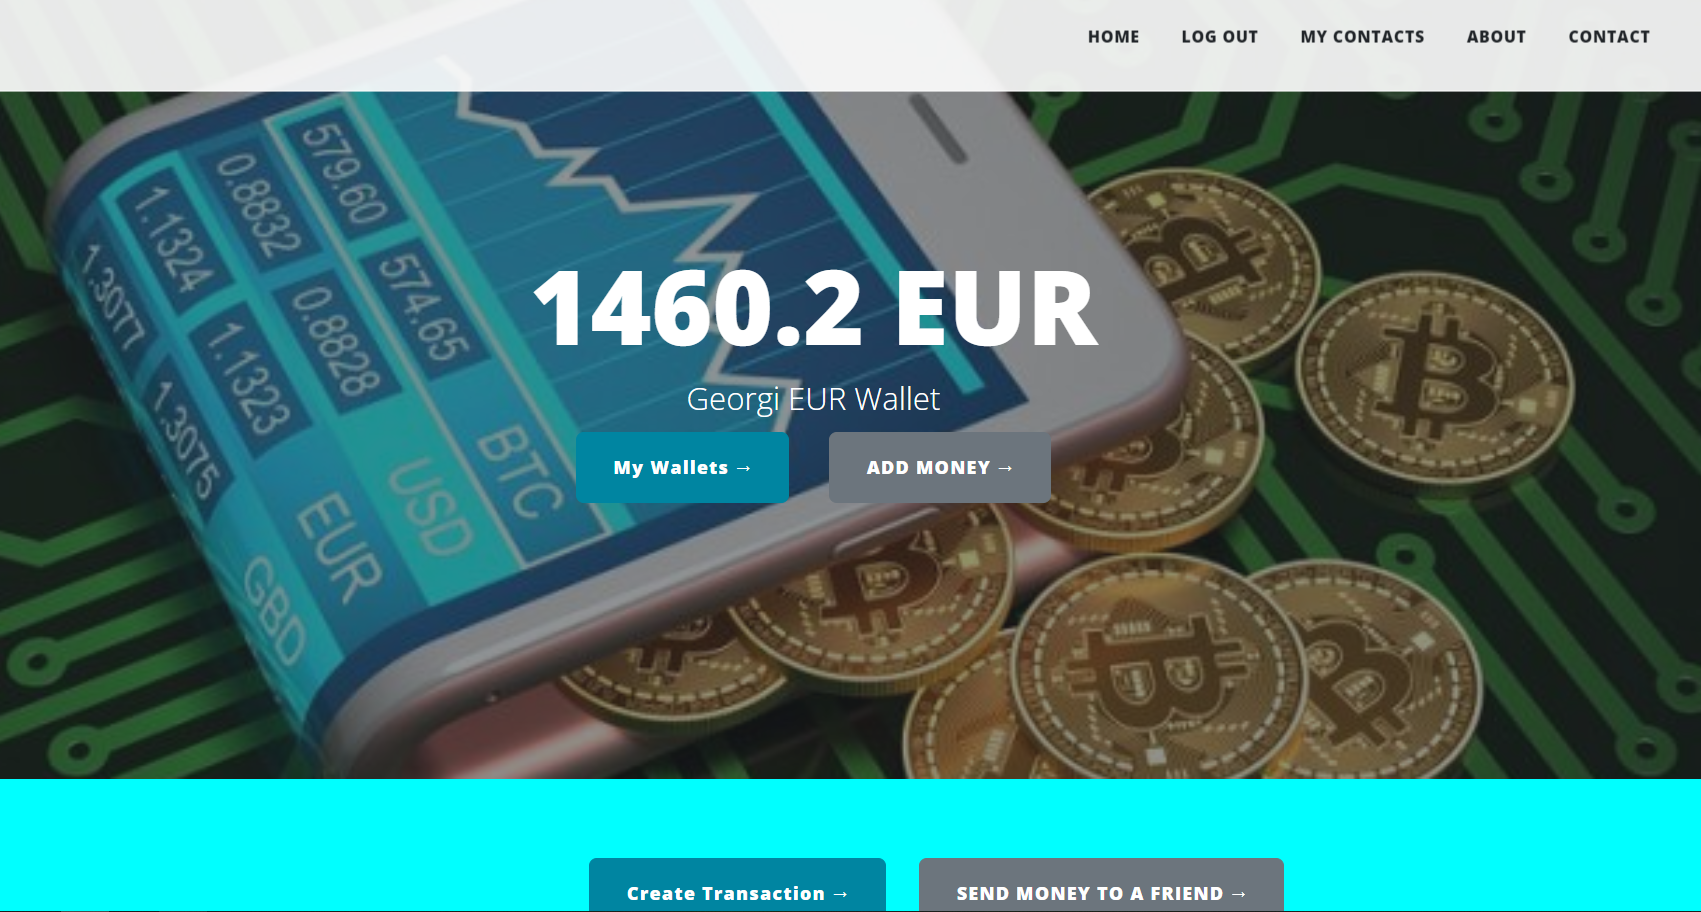 HOME LOG OUT MY CONTACTS ABOUT CONTACT
579.60
0.8832
1.1324
1.3077
574.65
0.8828
1.1323
1.3075
BTC
USD
EUR
GBD
1460.2 EUR
Georgi EUR Wallet
My Wallets → ADD MONEY →
Create Transaction → SEND MONEY TO A FRIEND →